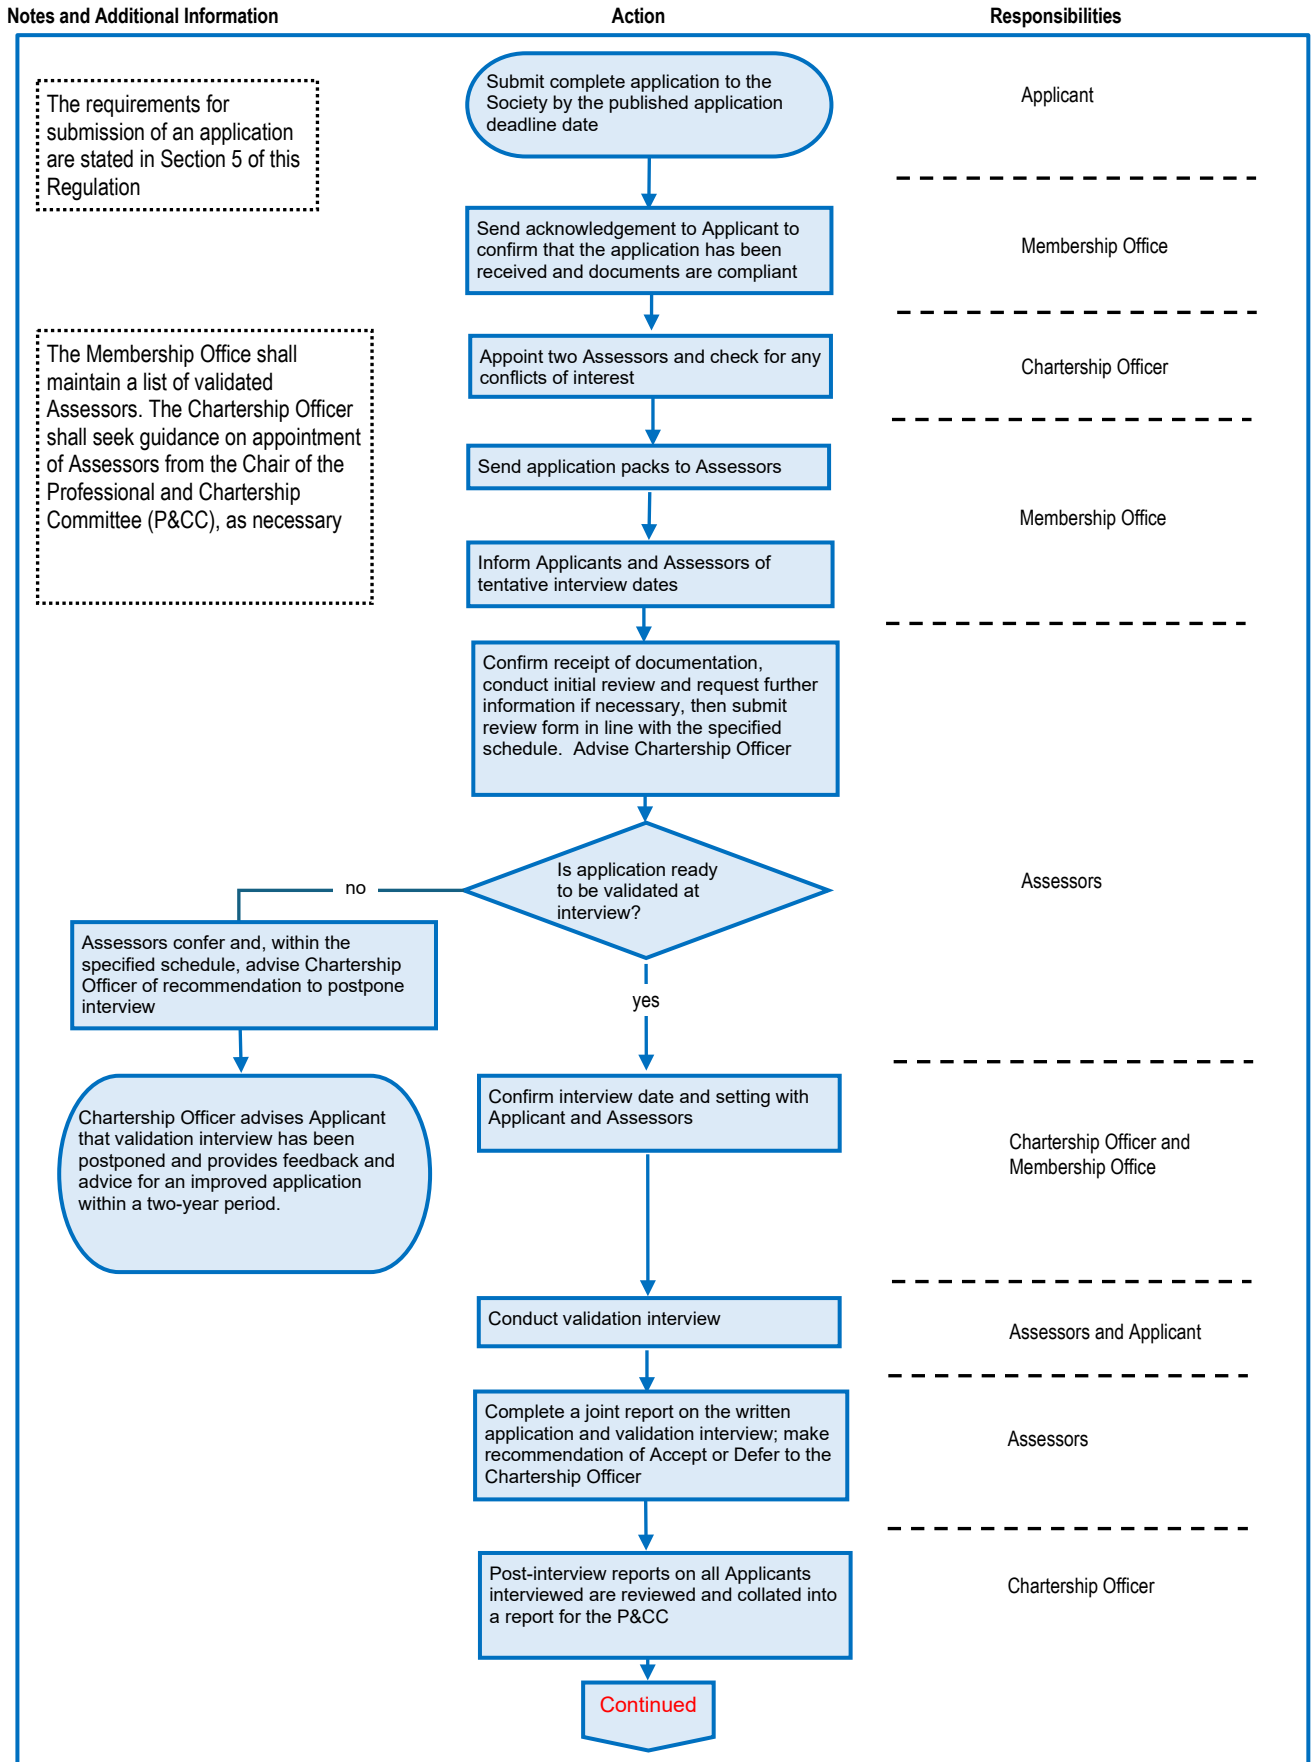 Notes and Additional Information
Action
Responsibilities
The requirements for
submission of an application
are stated in Section 5 of this
Regulation
Submit complete application to the
Society by the published application
deadline date
Applicant
Send acknowledgement to Applicant to
confirm that the application has been
received and documents are compliant
Membership Office
The Membership Office shall
maintain a list of validated
Assessors. The Chartership Officer
shall seek guidance on appointment
of Assessors from the Chair of the
Professional and Chartership
Committee (P&CC), as necessary
Appoint two Assessors and check for any
conflicts of interest
Chartership Officer
Send application packs to Assessors
Membership Office
Inform Applicants and Assessors of
tentative interview dates
Confirm receipt of documentation,
conduct initial review and request further
information if necessary, then submit
review form in line with the specified
schedule.  Advise Chartership Officer
Is application ready
to be validated at
interview?
Assessors
no
Assessors confer and, within the
specified schedule, advise Chartership
Officer of recommendation to postpone
interview
yes
Chartership Officer advises Applicant
that validation interview has been
postponed and provides feedback and
advice for an improved application
within a two-year period.
Confirm interview date and setting with
Applicant and Assessors
Chartership Officer and
Membership Office
Conduct validation interview
Assessors and Applicant
Complete a joint report on the written
application and validation interview; make
recommendation of Accept or Defer to the
Chartership Officer
Assessors
Post-interview reports on all Applicants
interviewed are reviewed and collated into
a report for the P&CC
Chartership Officer
Continued